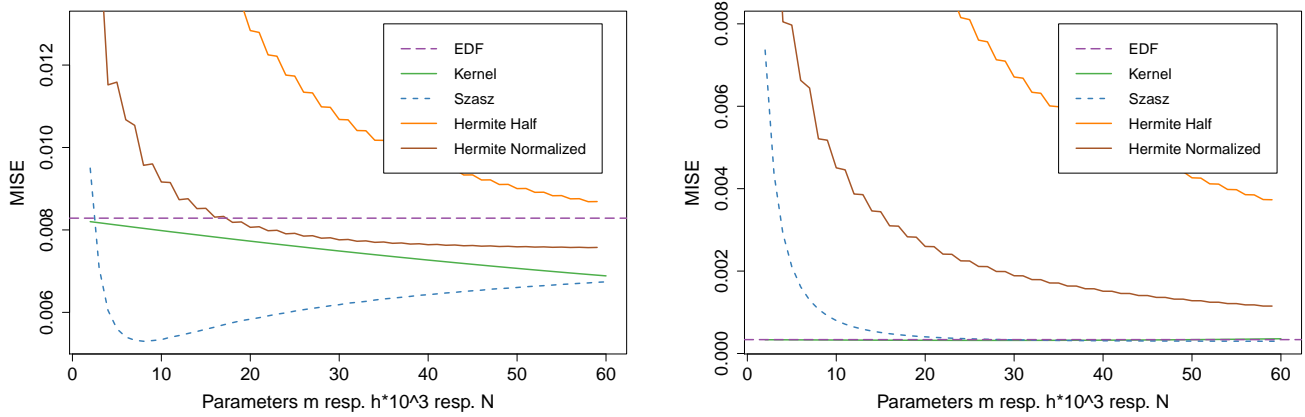 MISE
0.006 0.008 0.010 0.012
0 10 20 30 40 50 60
Parameters m resp. h*10^3 resp. N
EDF
Kernel
Szasz
Hermite Half
Hermite Normalized
MISE
0.000 0.002 0.004 0.006 0.008
0 10 20 30 40 50 60
Parameters m resp. h*10^3 resp. N
EDF
Kernel
Szasz
Hermite Half
Hermite Normalized